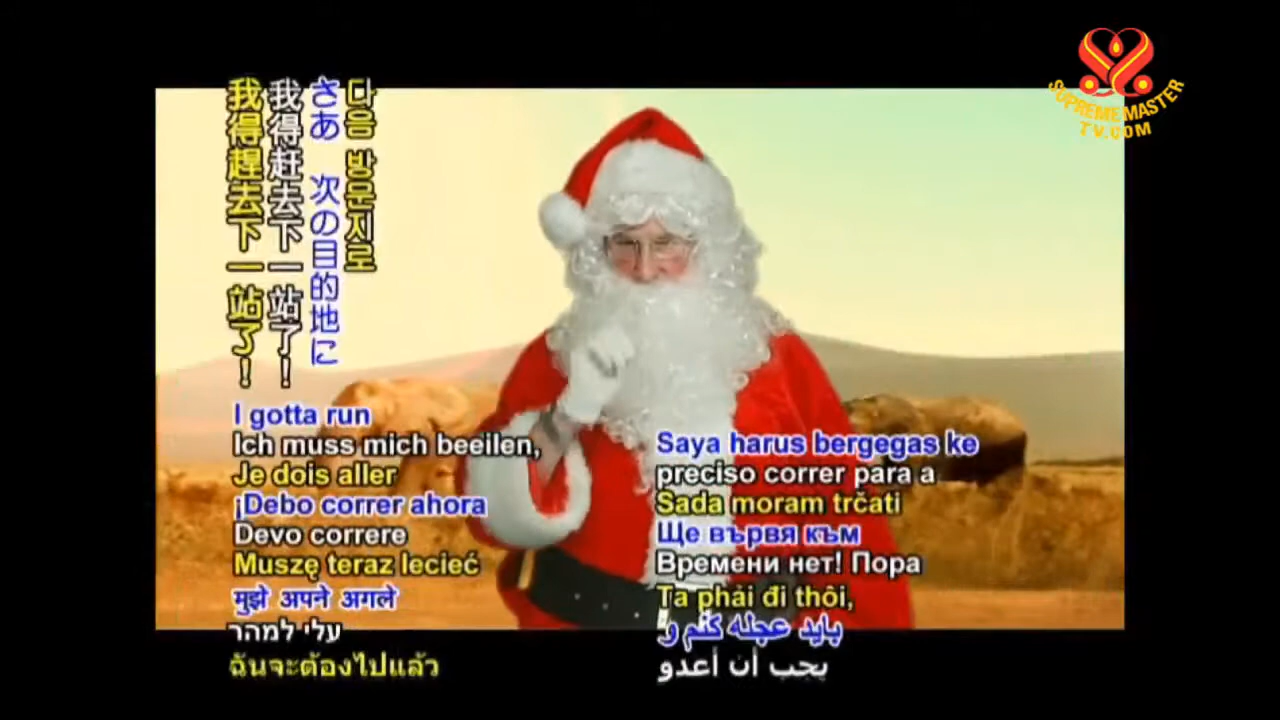 SUPREME MASTER
TV.COM
다음 방문지로
さあ 次の目的地に
我得赶去下一站了！
我得趕去下一站了！
I gotta run
Ich muss mich beeilen,
Je dois aller
¡Debo correr ahora
Devo correre
Muszę teraz lecieć
मुझे अपने अगले
עלי למהר
ฉันจะต้องไปแล้ว
Saya harus bergegas ke
preciso correr para a
Sada moram trčati
Ще вървя към
Времени нет! Пора
Ta phải đi thôi,
باید عجله کنم و
يجب أن أعدو